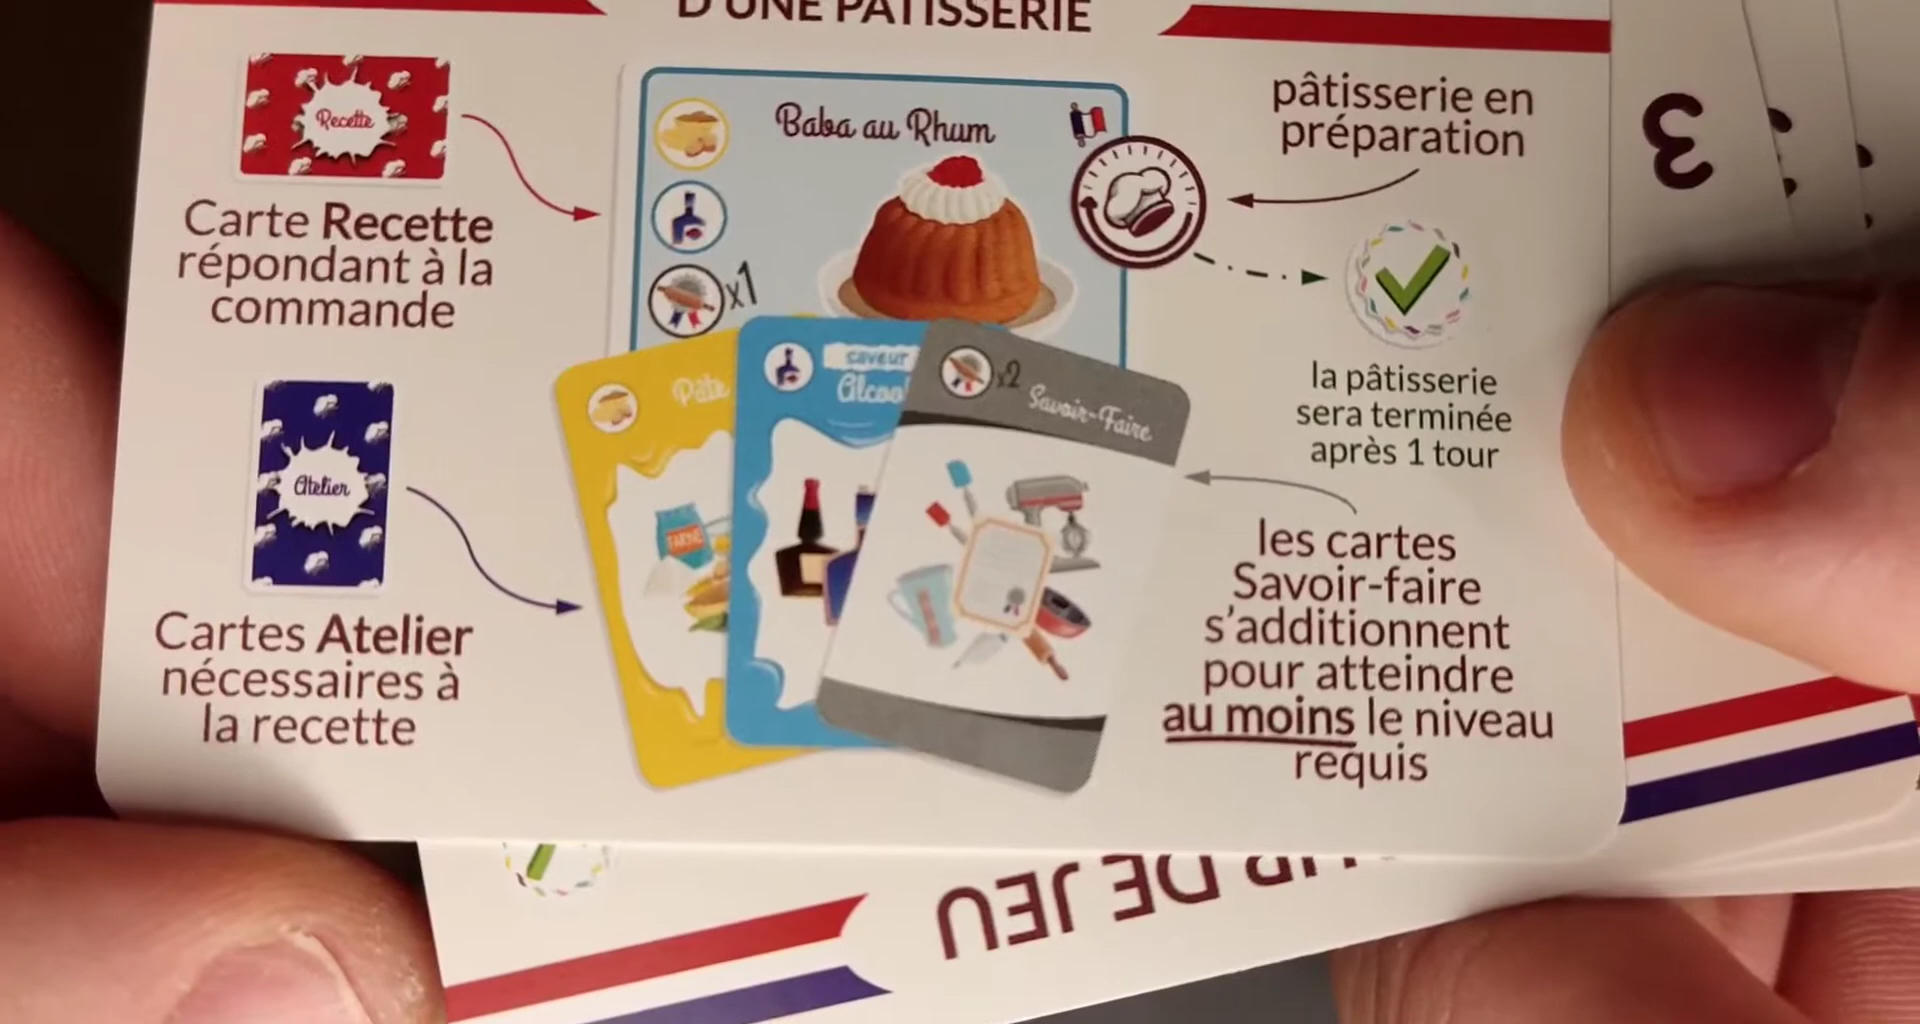 D'UNE PÂTISSERIE
Recette
Carte Recette
répondant à la
commande
Baba au Rhum
x1
pâtisserie en
préparation
la pâtisserie
sera terminée
après 1 tour
Atelier
Cartes Atelier
nécessaires à
la recette
Pâte
FARINE
saveur
Alcool
x2
Savoir-Faire
les cartes
Savoir-faire
s'additionnent
pour atteindre
au moins le niveau
requis
3
DE JEU